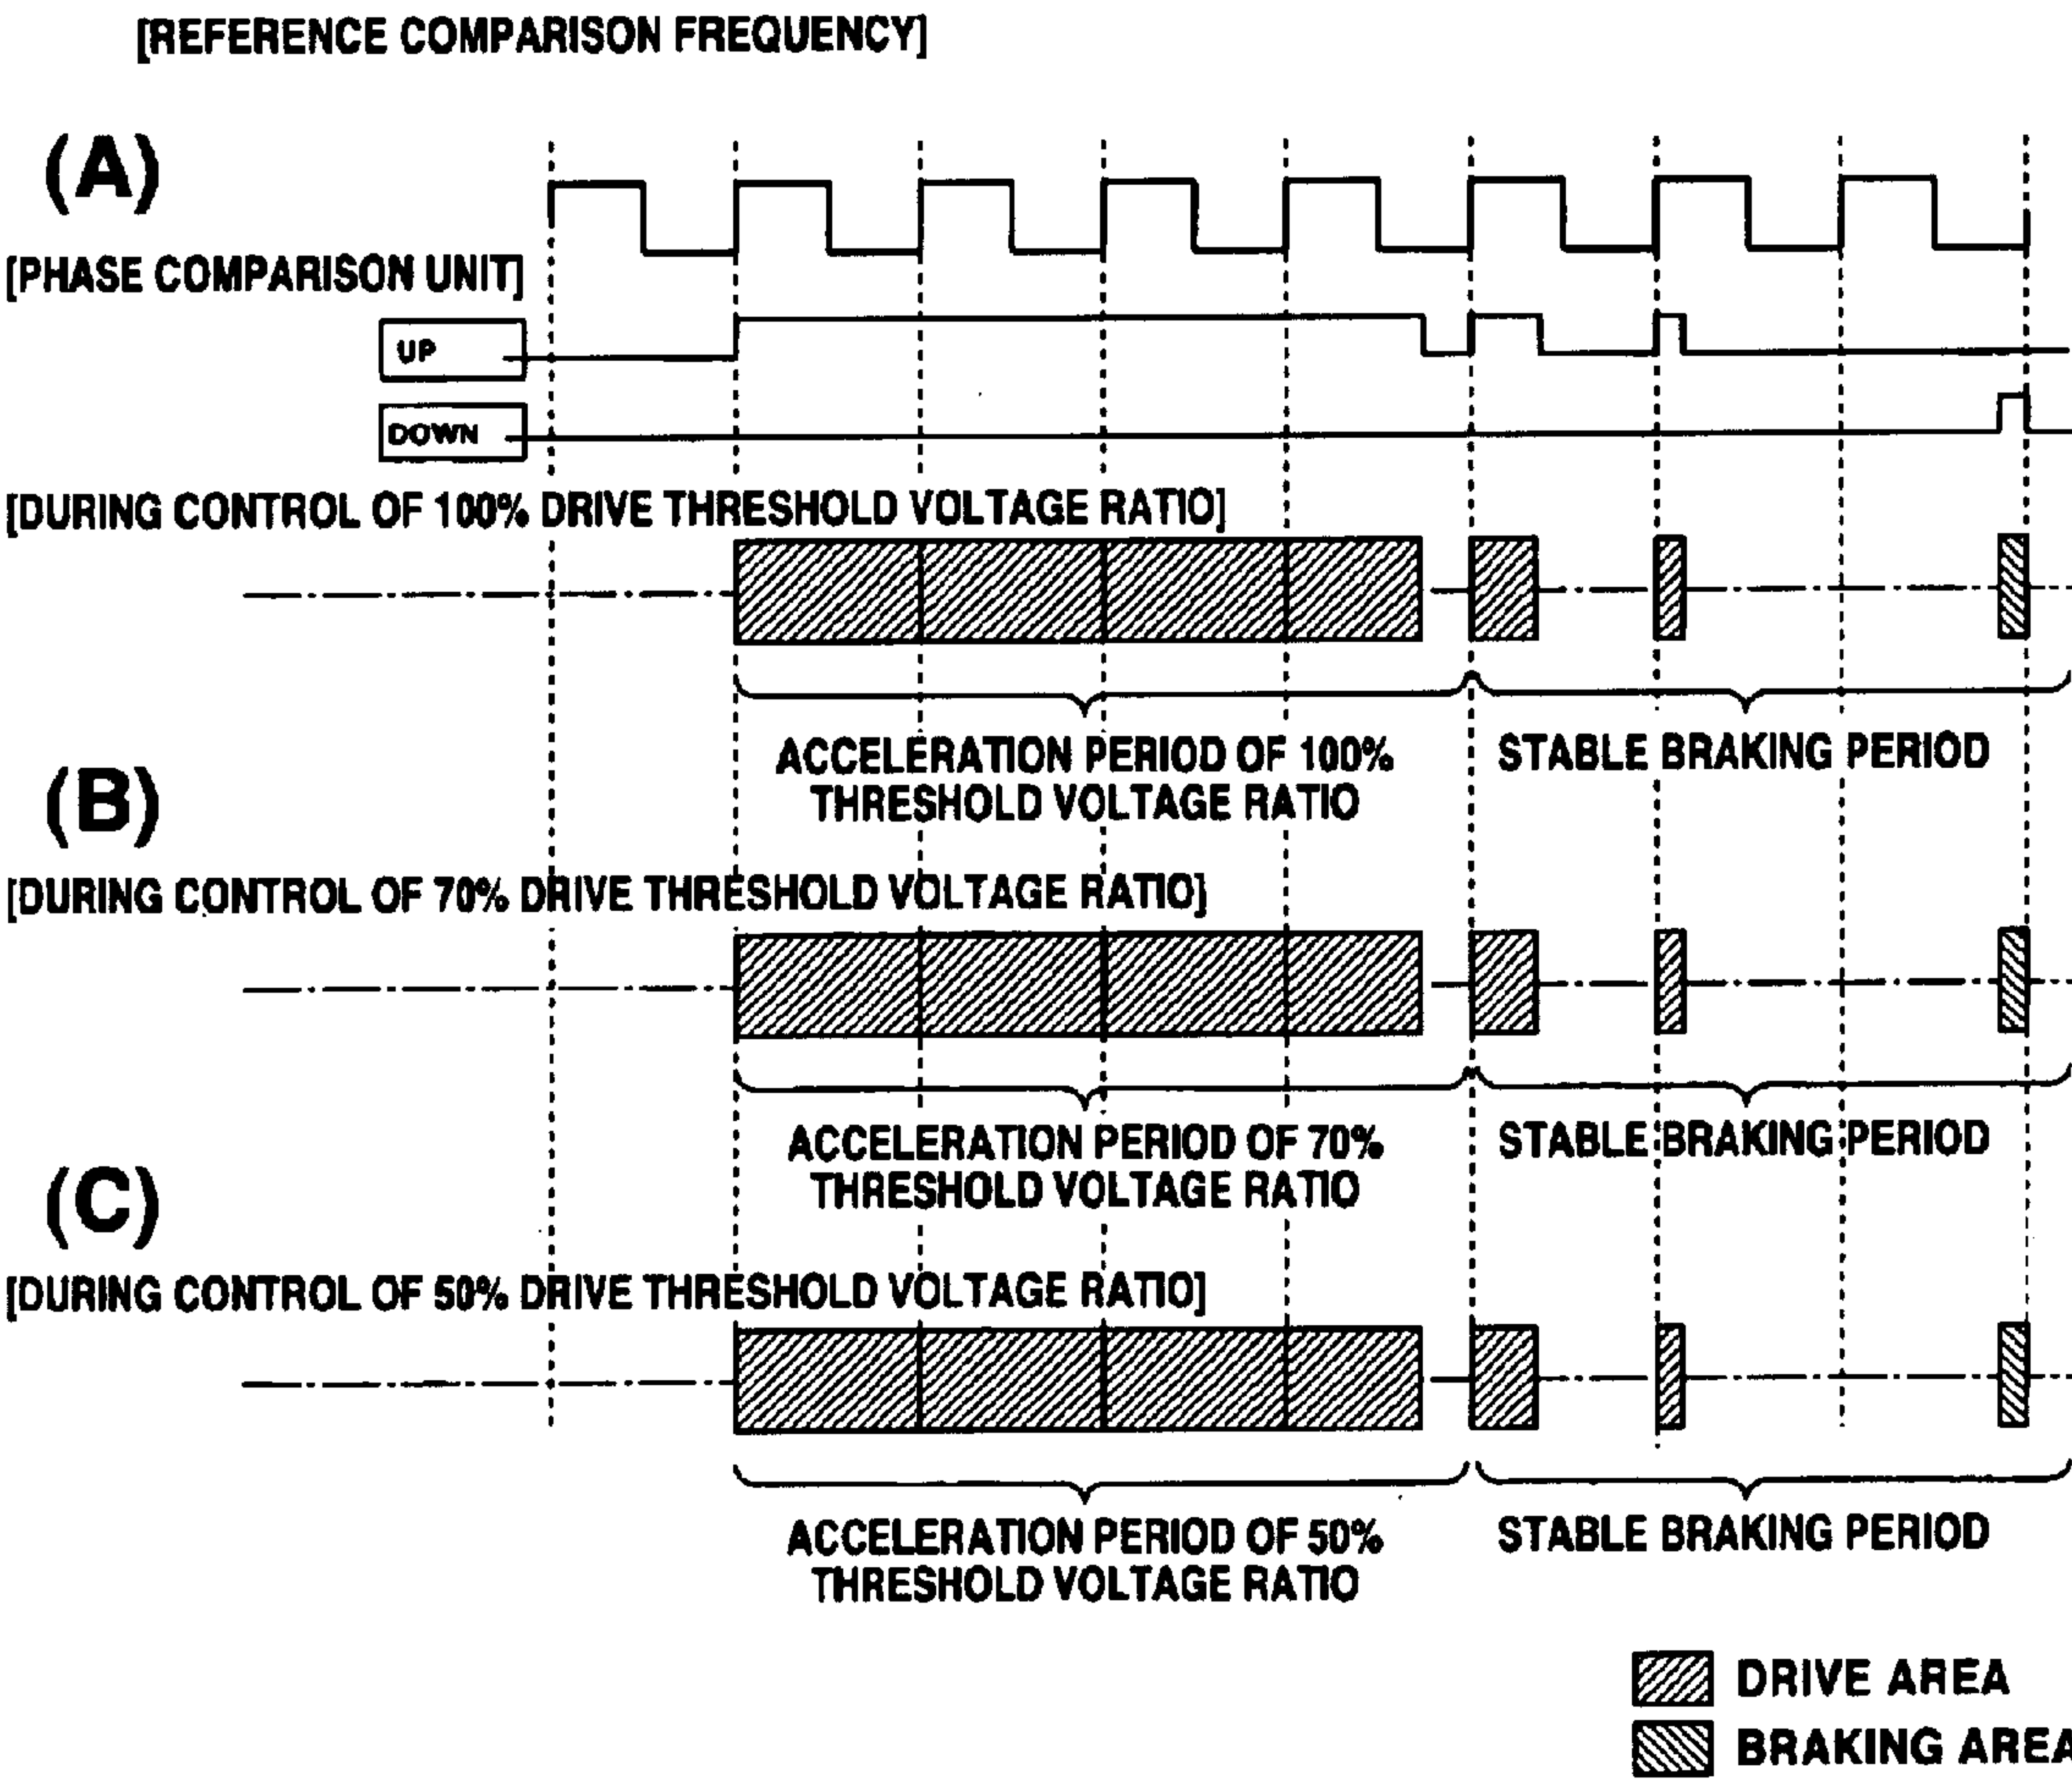 [REFERENCE COMPARISON FREQUENCY]
(A)
[PHASE COMPARISON UNIT]
UP
DOWN
[DURING CONTROL OF 100% DRIVE THRESHOLD VOLTAGE RATIO]
ACCELERATION PERIOD OF 100%
THRESHOLD VOLTAGE RATIO
STABLE BRAKING PERIOD
(B)
[DURING CONTROL OF 70% DRIVE THRESHOLD VOLTAGE RATIO]
ACCELERATION PERIOD OF 70%
THRESHOLD VOLTAGE RATIO
STABLE BRAKING PERIOD
(C)
[DURING CONTROL OF 50% DRIVE THRESHOLD VOLTAGE RATIO]
ACCELERATION PERIOD OF 50%
THRESHOLD VOLTAGE RATIO
STABLE BRAKING PERIOD
DRIVE AREA
BRAKING AREA